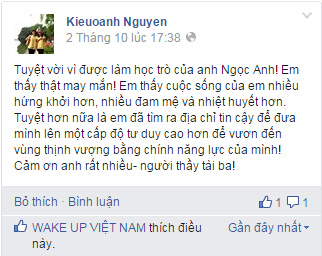 Kieuoanh Nguyen
2 Tháng 10 lúc 17:38
Tuyệt vời vì được làm học trò của anh Ngọc Anh! Em
thấy thật may mắn! Em thấy cuộc sống của em nhiều
hứng khởi hơn, nhiều đam mê và nhiệt huyết hơn.
Tuyệt hơn nữa là em đã tìm ra địa chỉ tin cậy để đưa
mình lên một cấp độ tư duy cao hơn để vươn đến
vùng thịnh vượng bằng chính năng lực của mình!
Cảm ơn anh rất nhiều- người thầy tài ba!
Bỏ thích · Bình luận 1 1
WAKE UP VIỆT NAM thích điều Gần đây nhất
này.